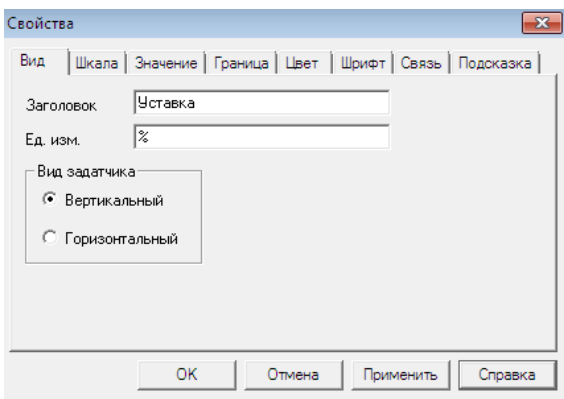 Свойства
Вид Шкала Значение Граница Цвет Шрифт Связь Подсказка
Заголовок Уставка
Ед. изм. %
Вид задатчика
Вертикальный
Горизонтальный
OK Отмена Применить Справка